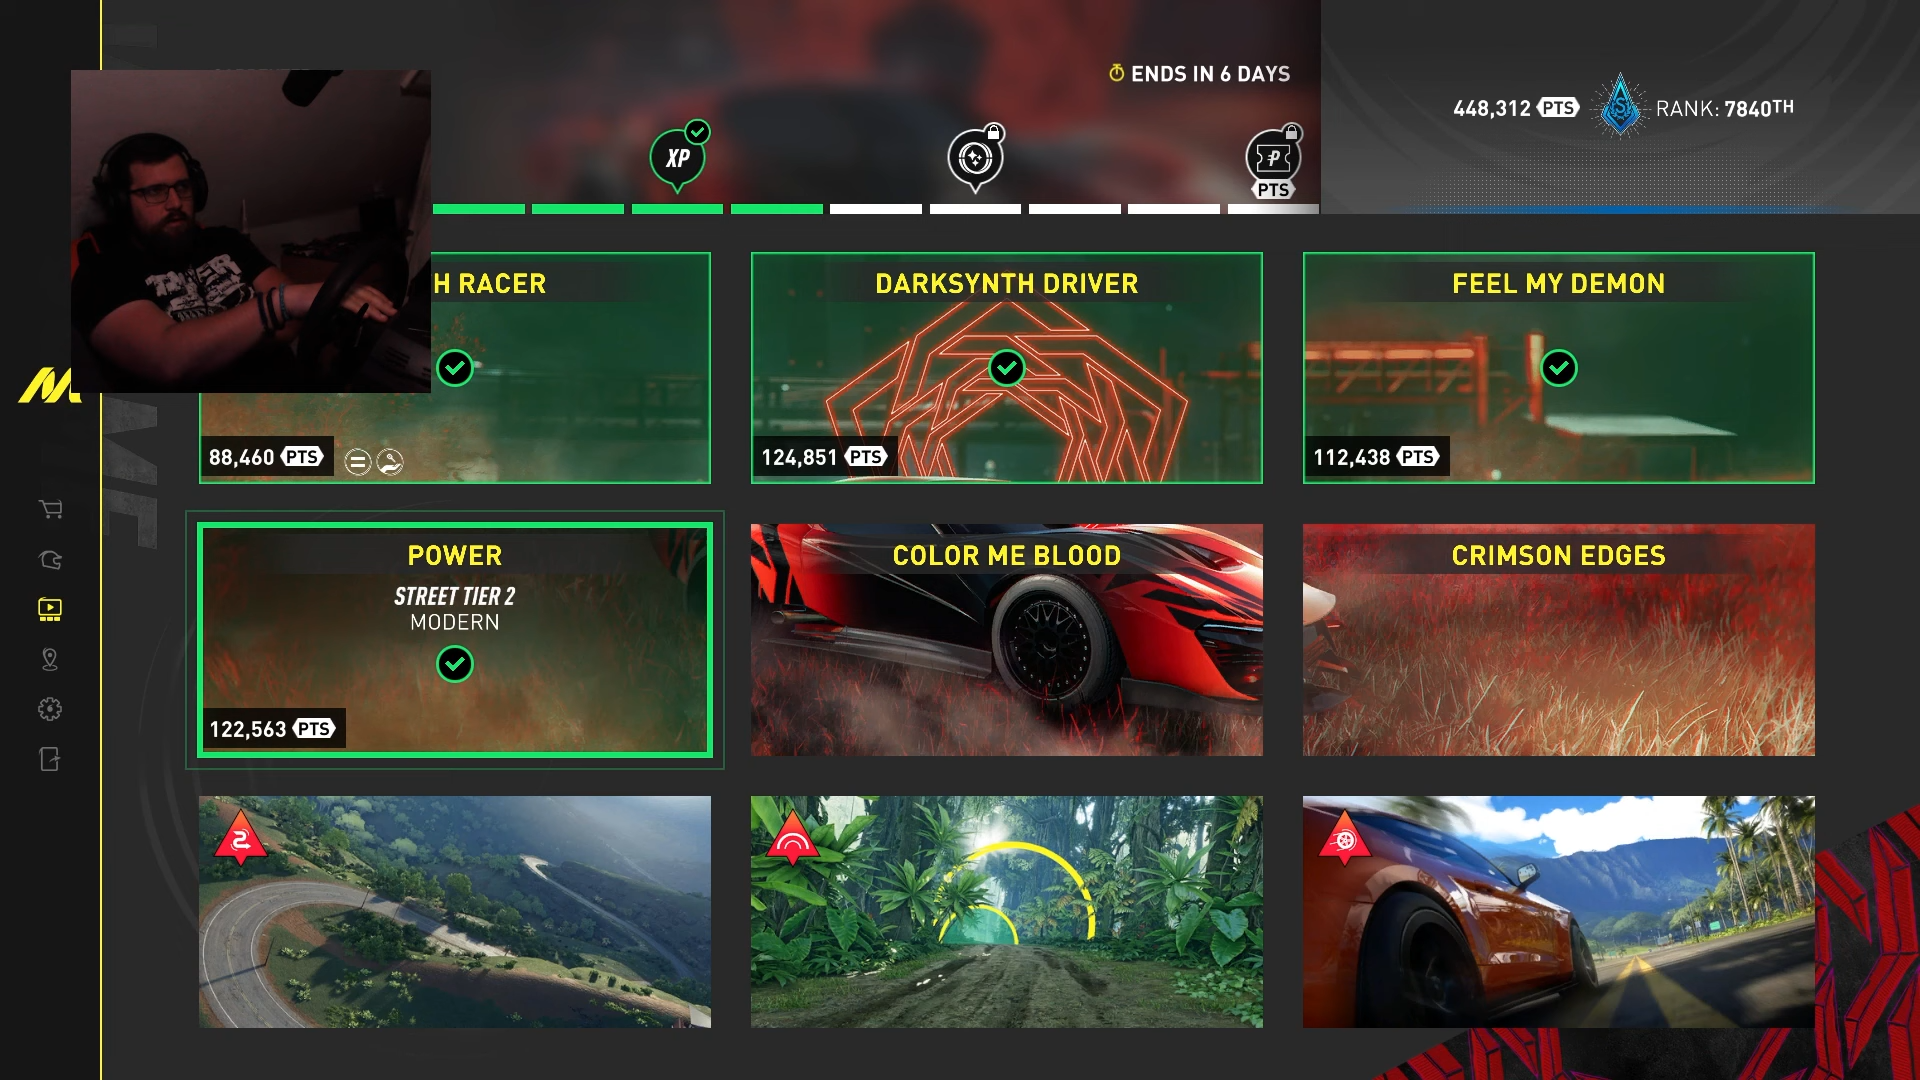 ENDS IN 6 DAYS
448,312 PTS RANK: 7840TH
XP
PTS
H RACER
88,460 PTS
DARKSYNTH DRIVER
124,851 PTS
FEEL MY DEMON
112,438 PTS
POWER
STREET TIER 2
MODERN
122,563 PTS
COLOR ME BLOOD
CRIMSON EDGES